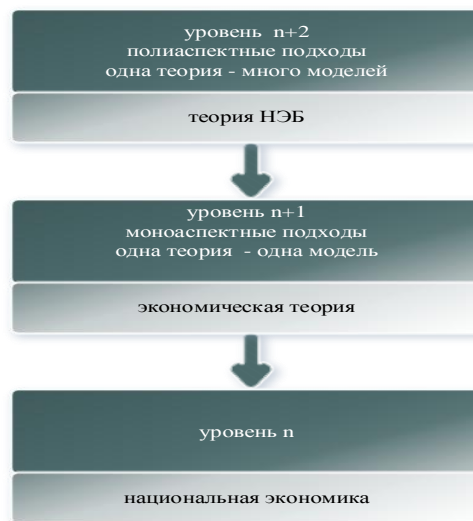 уровень n+2
полиаспектные подходы
одна теория - много моделей
теория НЭБ
уровень n+1
моноаспектные подходы
одна теория - одна модель
экономическая теория
уровень n
национальная экономика